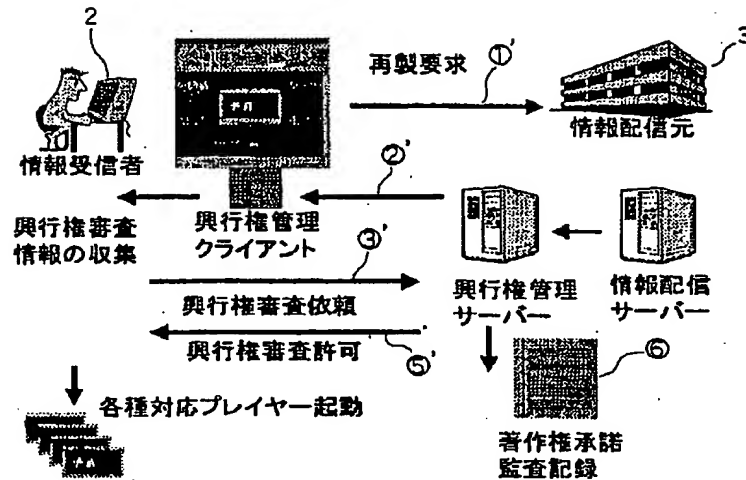 2
再製要求
①'
3
情報受信者
情報配信元
②'
興行権審査
情報の収集
興行権管理
クライアント
③'
興行権審査依頼
興行権管理
サーバー
情報配信
サーバー
興行権審査許可
⑤'
⑥
各種対応プレイヤー起動
著作権承諾
監査記録